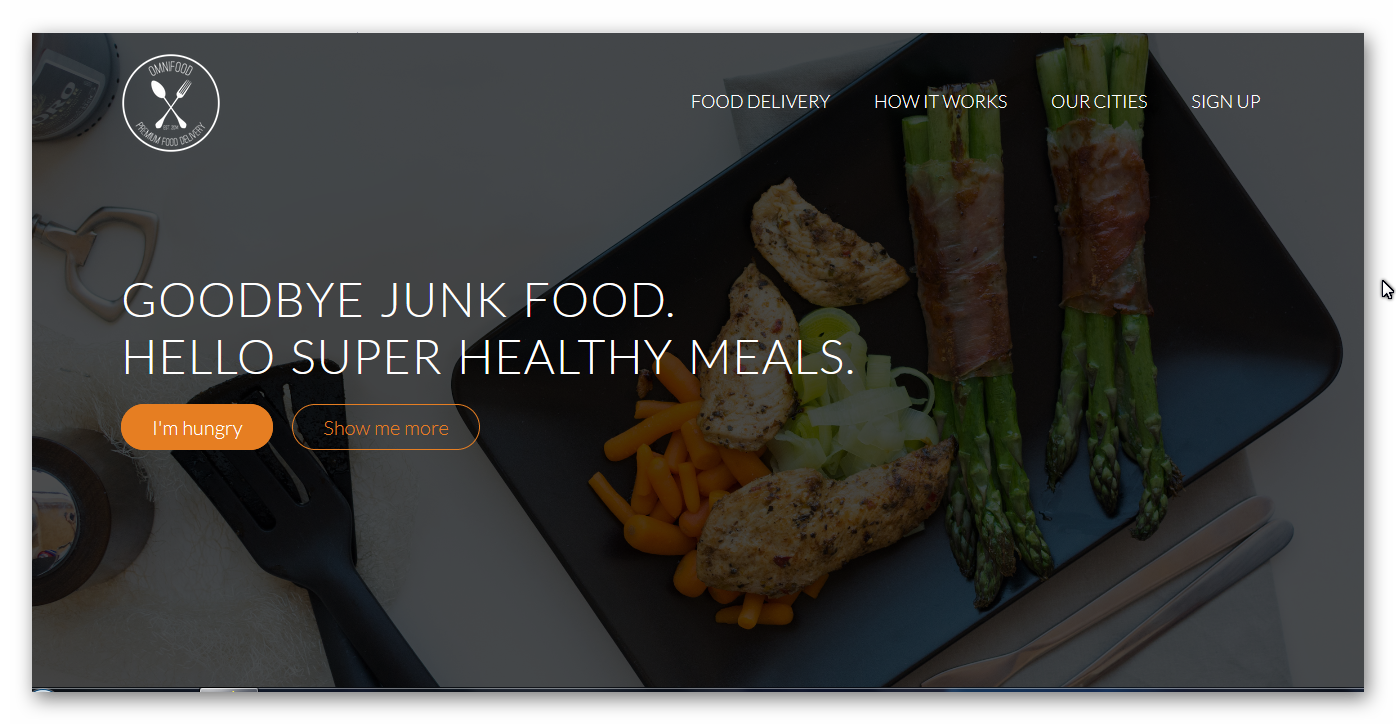 OMNIFOOD
EST. 2014
PREMIUM FOOD DELIVERY
FOOD DELIVERY HOW IT WORKS OUR CITIES SIGN UP
GOODBYE JUNK FOOD.
HELLO SUPER HEALTHY MEALS.
I'm hungry Show me more